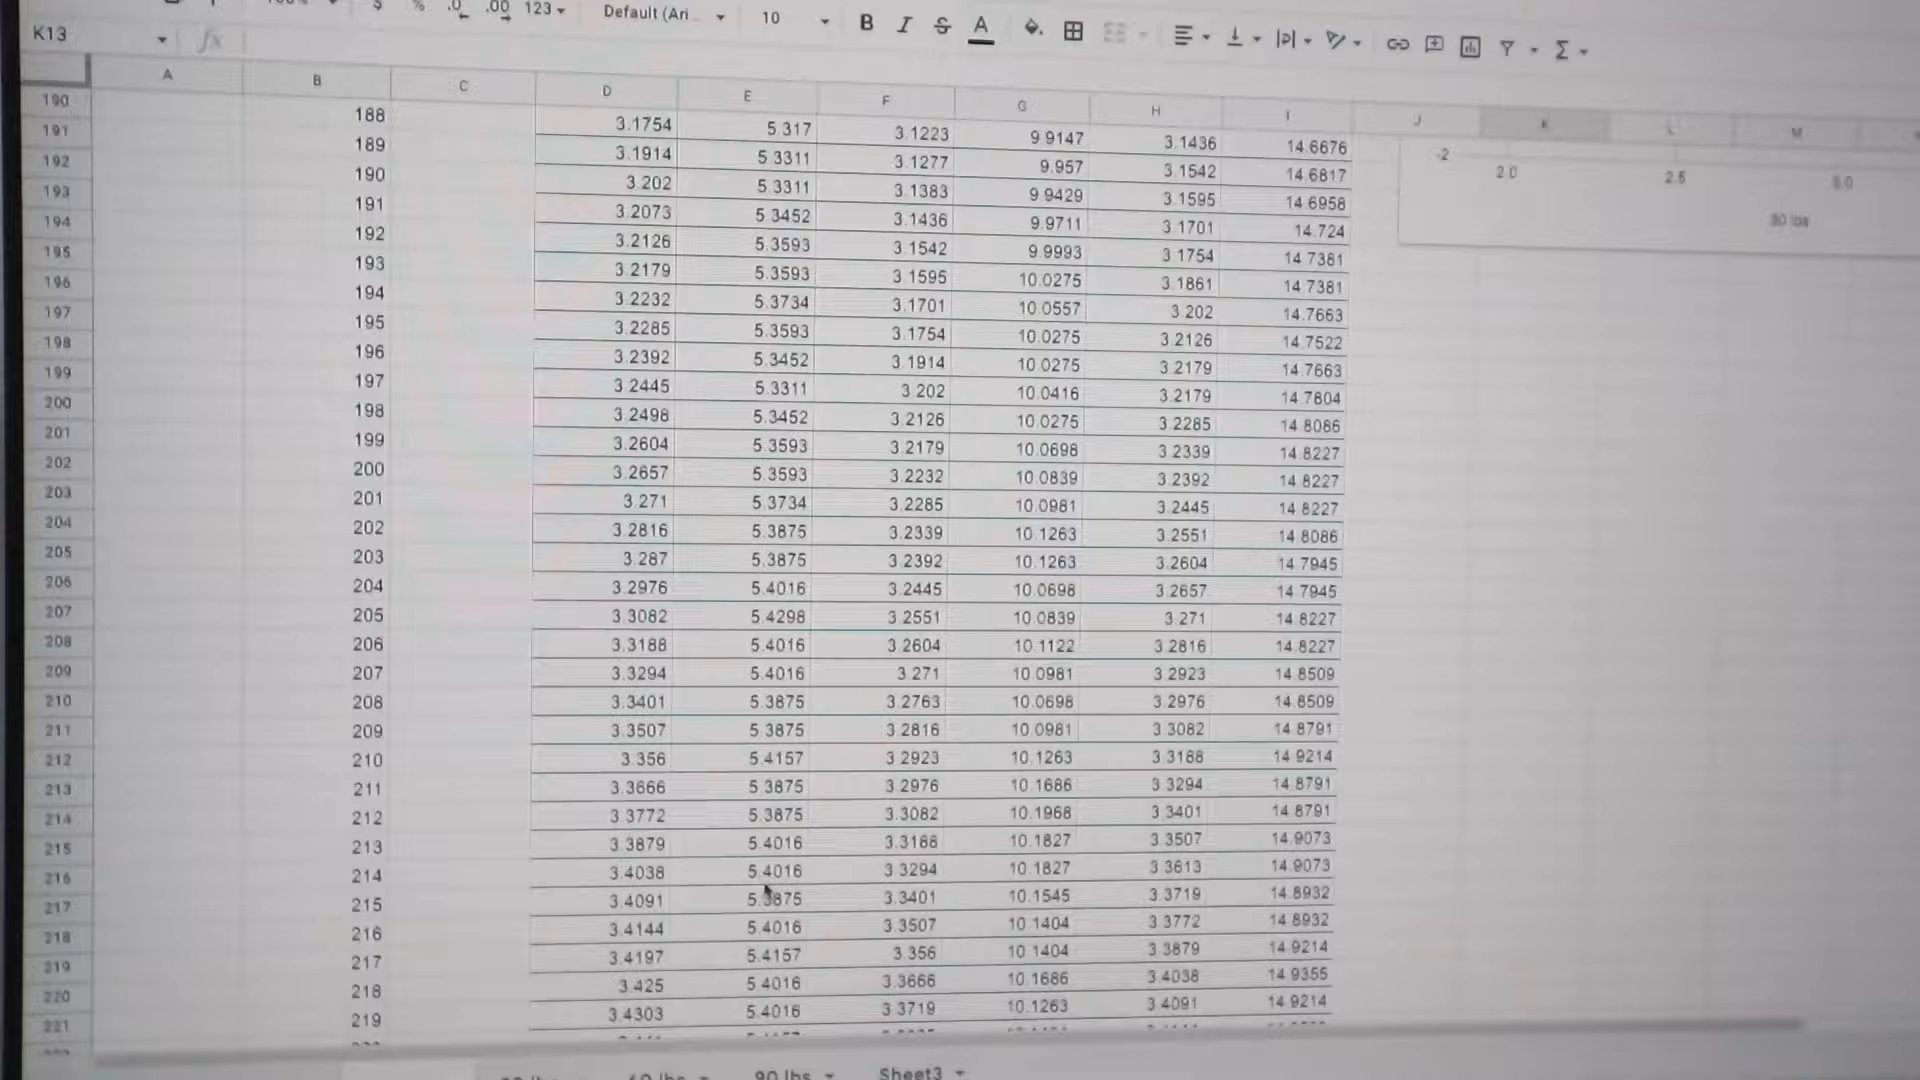 123
Default (Ari...
10
B I S A
K13
fx
A B C D E F G H I J K L M
190 188 3.1754 5.317 3.1223 9.9147 3.1436 14.6676
191 189 3.1914 5.3311 3.1277 9.957 3.1542 14.6817
192 190 3.202 5.3311 3.1383 9.9429 3.1595 14.6958
193 191 3.2073 5.3452 3.1436 9.9711 3.1701 14.724
194 192 3.2126 5.3593 3.1542 9.9993 3.1754 14.7381
195 193 3.2179 5.3593 3.1595 10.0275 3.1861 14.7381
196 194 3.2232 5.3734 3.1701 10.0557 3.202 14.7663
197 195 3.2285 5.3593 3.1754 10.0275 3.2126 14.7522
198 196 3.2392 5.3452 3.1914 10.0275 3.2179 14.7663
199 197 3.2445 5.3311 3.202 10.0416 3.2179 14.7804
200 198 3.2498 5.3452 3.2126 10.0275 3.2285 14.8086
201 199 3.2604 5.3593 3.2179 10.0698 3.2339 14.8227
202 200 3.2657 5.3593 3.2232 10.0839 3.2392 14.8227
203 201 3.271 5.3734 3.2285 10.0981 3.2445 14.8227
204 202 3.2816 5.3875 3.2339 10.1263 3.2551 14.8086
205 203 3.287 5.3875 3.2392 10.1263 3.2604 14.7945
206 204 3.2976 5.4016 3.2445 10.0698 3.2657 14.7945
207 205 3.3082 5.4298 3.2551 10.0839 3.271 14.8227
208 206 3.3188 5.4016 3.2604 10.1122 3.2816 14.8227
209 207 3.3294 5.4016 3.271 10.0981 3.2923 14.8509
210 208 3.3401 5.3875 3.2763 10.0698 3.2976 14.8509
211 209 3.3507 5.3875 3.2816 10.0981 3.3082 14.8791
212 210 3.356 5.4157 3.2923 10.1263 3.3188 14.9214
213 211 3.3666 5.3875 3.2976 10.1686 3.3294 14.8791
214 212 3.3772 5.3875 3.3082 10.1968 3.3401 14.8791
215 213 3.3879 5.4016 3.3188 10.1827 3.3507 14.9073
216 214 3.4038 5.4016 3.3294 10.1827 3.3613 14.9073
217 215 3.4091 5.3875 3.3401 10.1545 3.3719 14.8932
218 216 3.4144 5.4016 3.3507 10.1404 3.3772 14.8932
219 217 3.4197 5.4157 3.356 10.1404 3.3879 14.9214
220 218 3.425 5.4016 3.3666 10.1686 3.4038 14.9355
221 219 3.4303 5.4016 3.3719 10.1263 3.4091 14.9214
-2
2.0 2.5 3.0
90 lbs Sheet3